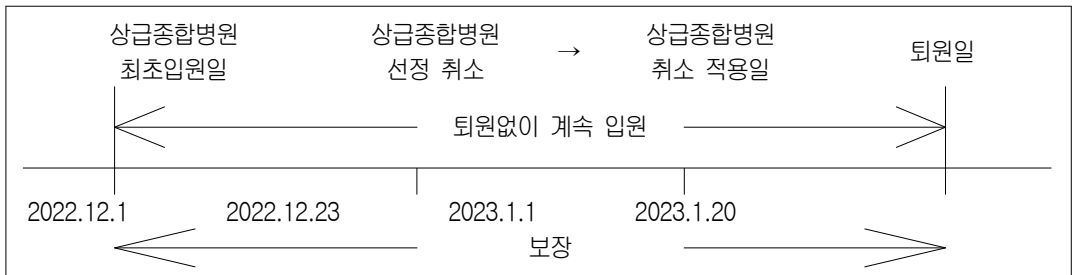 상급종합병원 상급종합병원 → 상급종합병원 퇴원일
최초입원일 선정 취소 취소 적용일
퇴원없이 계속 입원
2022.12.1 2022.12.23 2023.1.1 2023.1.20
보장